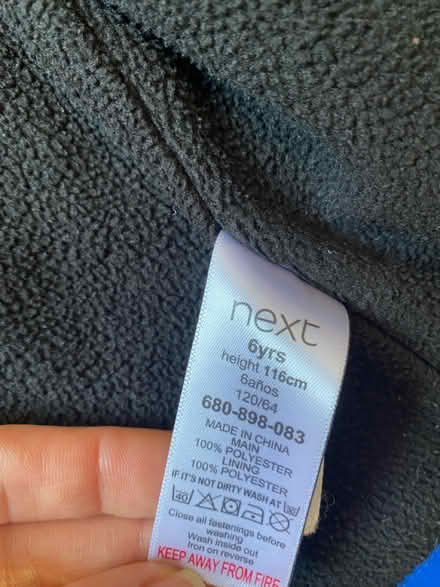 next
6yrs
height 116cm
6años
120/64
680-898-083
MADE IN CHINA
MAIN
100% POLYESTER
LINING
100% POLYESTER
IF IT'S NOT DIRTY WASH AT 30
40
Close all fastenings before
washing
Wash inside out
Iron on reverse
KEEP AWAY FROM FIRE